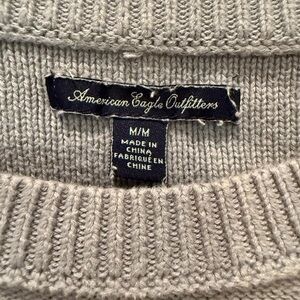 American Eagle Outfitters
M/M
MADE IN
CHINA
FABRIQUÉ EN
CHINE